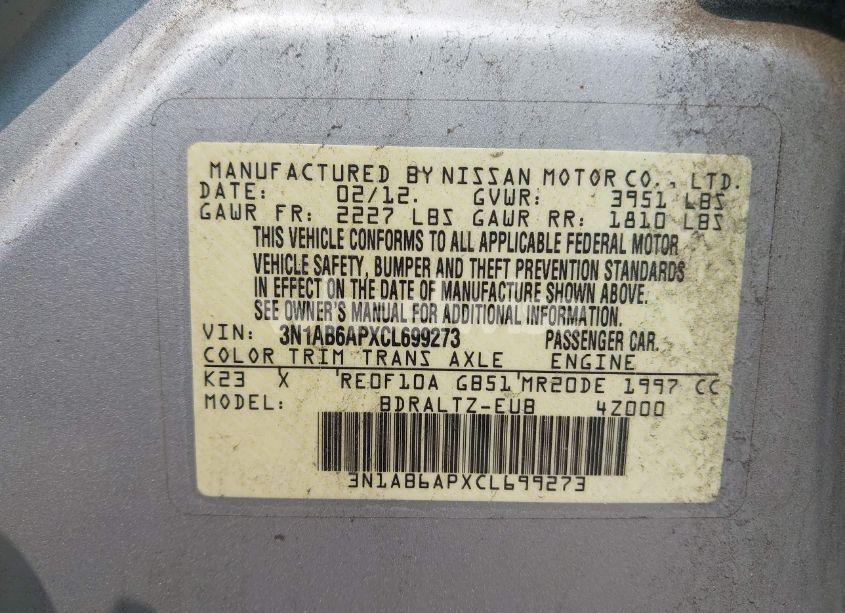 MANUFACTURED BY NISSAN MOTOR CO., LTD.
DATE: 02/12. GVWR: 3951 LBS
GAWR FR: 2227 LBS GAWR RR: 1810 LBS
THIS VEHICLE CONFORMS TO ALL APPLICABLE FEDERAL MOTOR
VEHICLE SAFETY, BUMPER AND THEFT PREVENTION STANDARDS
IN EFFECT ON THE DATE OF MANUFACTURE SHOWN ABOVE.
SEE OWNER'S MANUAL FOR ADDITIONAL INFORMATION.
VIN: 3N1AB6APXCL699273 PASSENGER CAR.
COLOR TRIM TRANS AXLE ENGINE
K23 X RE0F10A GB51 MR20DE 1997 CC
MODEL: BDRALTZ-EUB 4Z000
3N1AB6APXCL699273